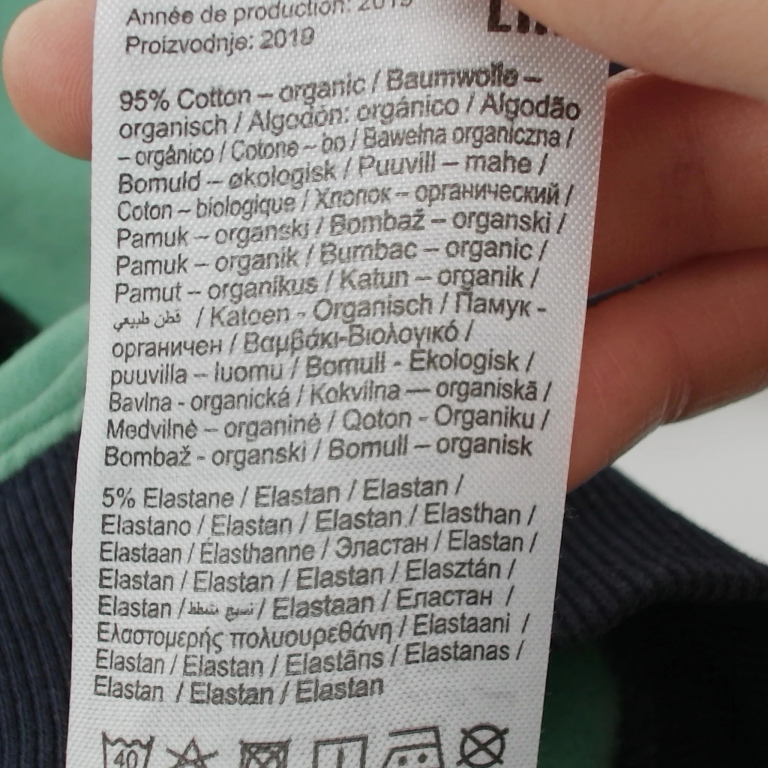 Année de production: 2019
Proizvodnje: 2019
95% Cotton – organic / Baumwolle –
organisch / Algodón: orgánico / Algodão
– orgânico / Cotone – bo / Bawełna organiczna /
Bomuld – økologisk / Puuvill – mahe /
Coton – biologique / Хлопок – органический /
Pamuk – organski / Bombaž – organski /
Pamuk – organik / Bumbac – organic /
Pamut – organikus / Katun – organik /
قطن طبيعي / Katoen - Organisch / Памук -
органичен / Βαμβάκι-Βιολογικό /
puuvilla – luomu / Bomull - Ekologisk /
Bavlna - organická / Kokvilna — organiskā /
Medvilnė – organinė / Qoton - Organiku /
Bombaž - organski / Bomull – organisk
5% Elastane / Elastan / Elastan /
Elastano / Elastan / Elastan / Elasthan /
Elastaan / Élasthanne / Эластан / Elastan /
Elastan / Elastan / Elastan / Elasztán /
Elastan / نسيج مطط / Elastaan / Еластан /
Ελαστομερής πολυουρεθάνη / Elastaani /
Elastan / Elastan / Elastāns / Elastanas /
Elastan / Elastan / Elastan
40